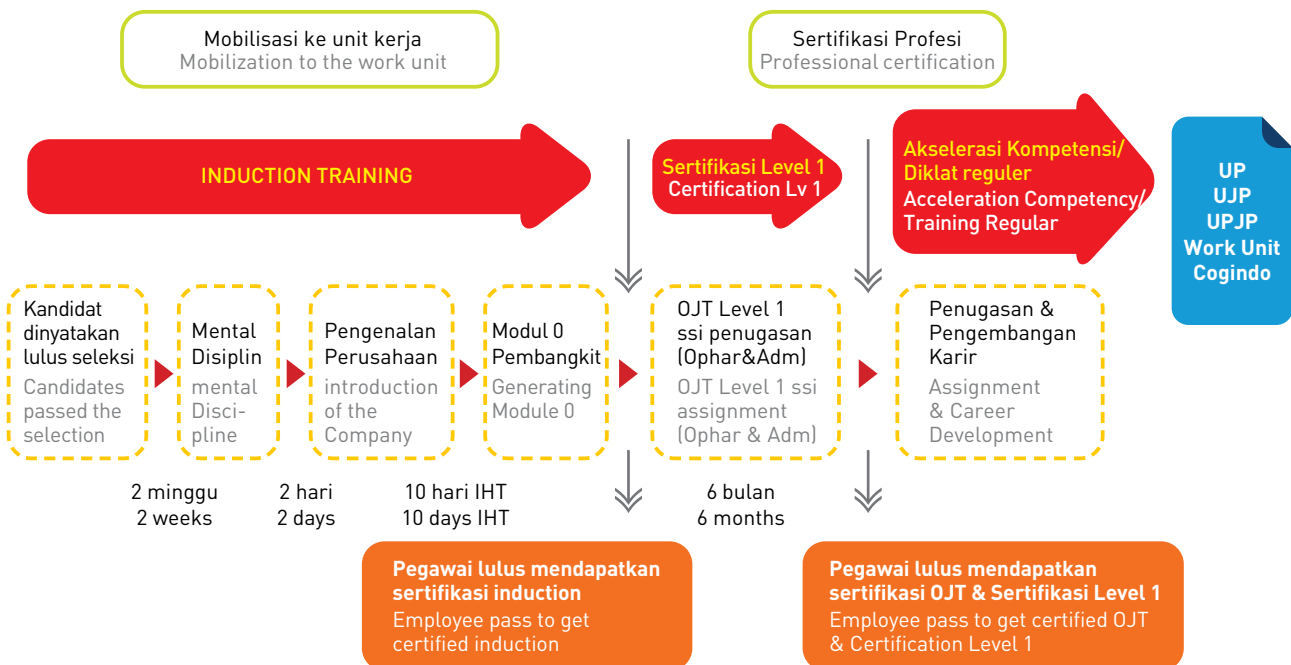 Mobilisasi ke unit kerja
Mobilization to the work unit
Sertifikasi Profesi
Professional certification
INDUCTION TRAINING
Sertifikasi Level 1
Certification Lv 1
Akselerasi Kompetensi/
Diklat reguler
Acceleration Competency/
Training Regular
UP
UJP
UPJP
Work Unit
Cogindo
Kandidat
dinyatakan
lulus seleksi
Candidates
passed the
selection
Mental
Disiplin
mental
Disci-
pline
Pengenalan
Perusahaan
introduction
of the
Company
Modul 0
Pembangkit
Generating
Module 0
OJT Level 1
ssi penugasan
(Ophar&Adm)
OJT Level 1 ssi
assignment
(Ophar & Adm)
Penugasan &
Pengembangan
Karir
Assignment
& Career
Development
2 minggu
2 weeks
2 hari
2 days
10 hari IHT
10 days IHT
6 bulan
6 months
Pegawai lulus mendapatkan
sertifikasi induction
Employee pass to get
certified induction
Pegawai lulus mendapatkan
sertifikasi OJT & Sertifikasi Level 1
Employee pass to get certified OJT
& Certification Level 1